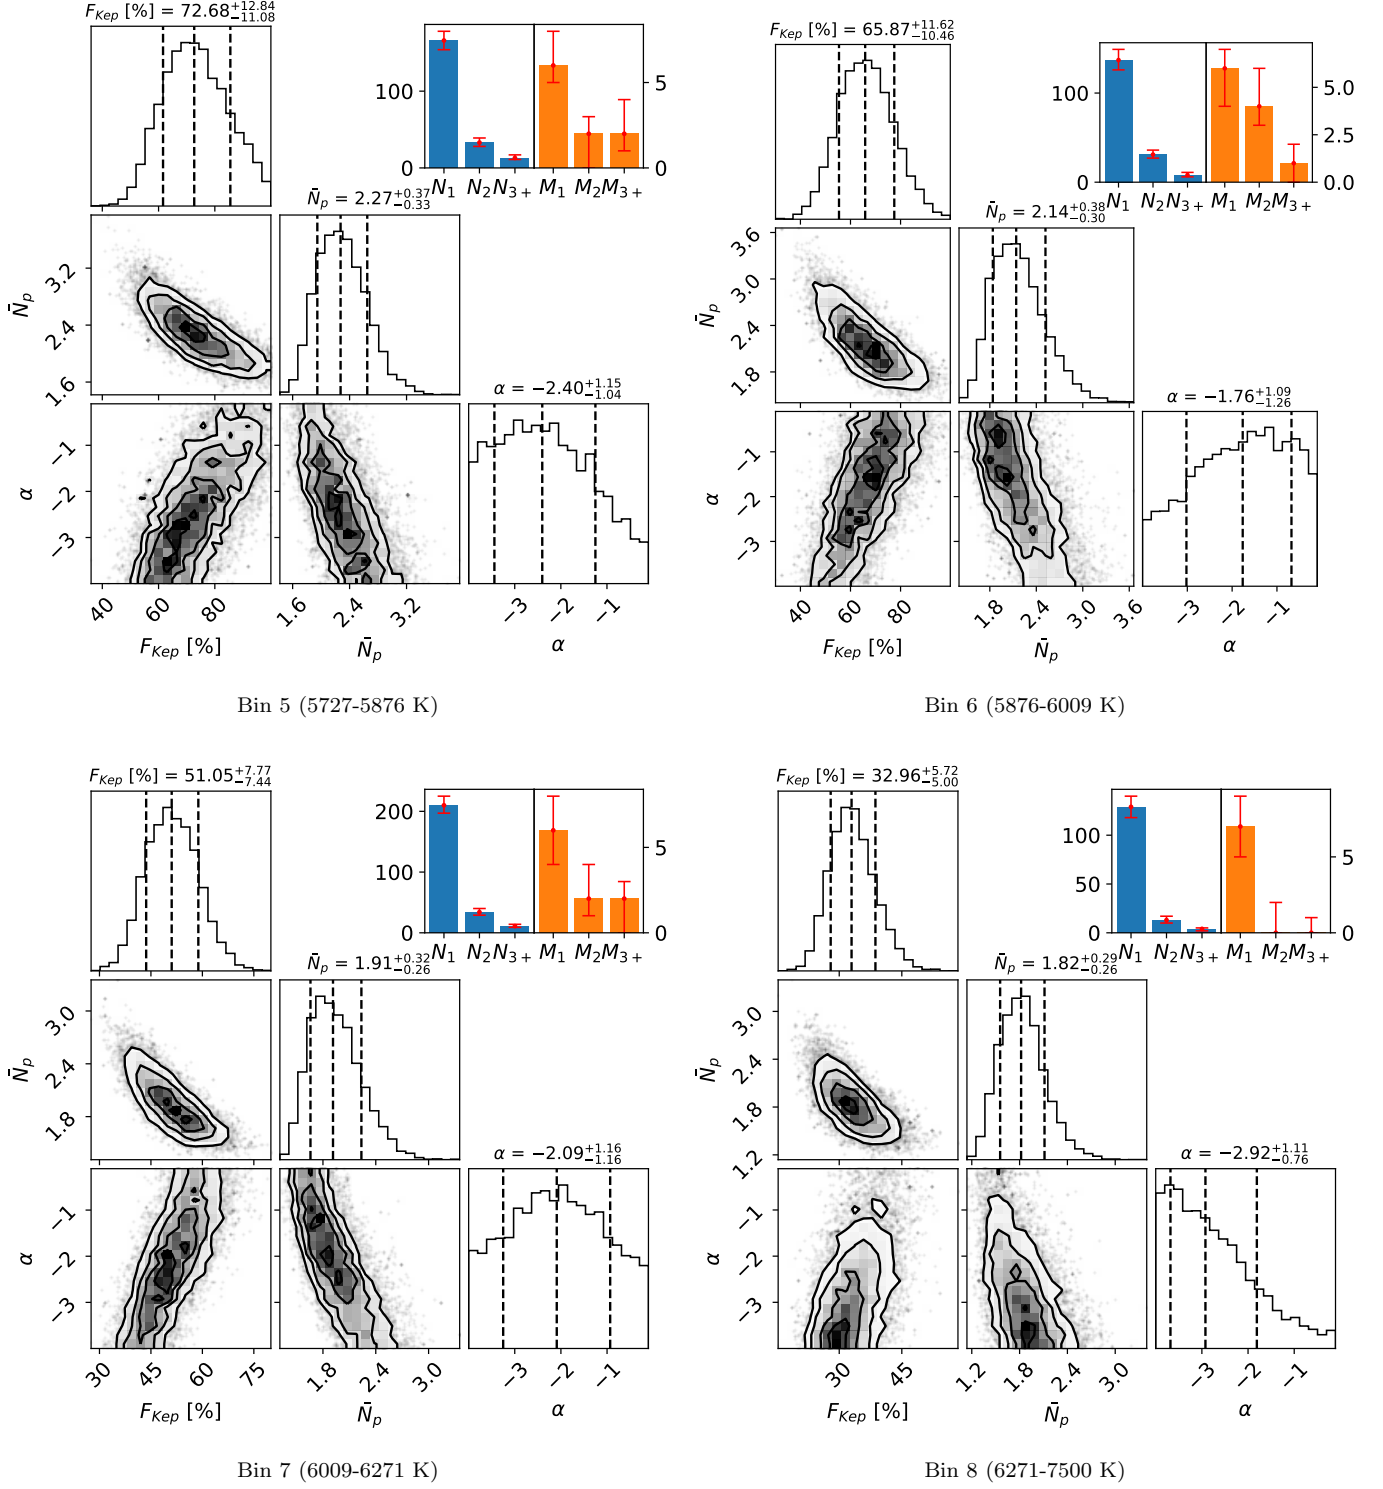 F_Kep [%] = 72.68 +12.84 −11.08
100
0
5
0
N₁ N₂ N₃₊ M₁ M₂ M₃₊
N̄_p = 2.27 +0.37 −0.33
N̄_p
3.2
2.4
1.6
α = −2.40 +1.15 −1.04
α
−1
−2
−3
40 60 80
1.6 2.4 3.2
−3 −2 −1
F_Kep [%]
N̄_p
α
Bin 5 (5727-5876 K)
F_Kep [%] = 65.87 +11.62 −10.46
100
0
5.0
2.5
0.0
N₁ N₂ N₃₊ M₁ M₂ M₃₊
N̄_p = 2.14 +0.38 −0.30
N̄_p
3.6
3.0
2.4
1.8
α = −1.76 +1.09 −1.26
α
−1
−2
−3
40 60 80
1.8 2.4 3.0 3.6
−3 −2 −1
F_Kep [%]
N̄_p
α
Bin 6 (5876-6009 K)
F_Kep [%] = 51.05 +7.77 −7.44
200
100
0
5
0
N₁ N₂ N₃₊ M₁ M₂ M₃₊
N̄_p = 1.91 +0.32 −0.26
N̄_p
3.0
2.4
1.8
α = −2.09 +1.16 −1.16
α
−1
−2
−3
30 45 60 75
1.8 2.4 3.0
−3 −2 −1
F_Kep [%]
N̄_p
α
Bin 7 (6009-6271 K)
F_Kep [%] = 32.96 +5.72 −5.00
100
50
0
5
0
N₁ N₂ N₃₊ M₁ M₂ M₃₊
N̄_p = 1.82 +0.29 −0.26
N̄_p
3.0
2.4
1.8
1.2
α = −2.92 +1.11 −0.76
α
−1
−2
−3
30 45
1.2 1.8 2.4 3.0
−3 −2 −1
F_Kep [%]
N̄_p
α
Bin 8 (6271-7500 K)